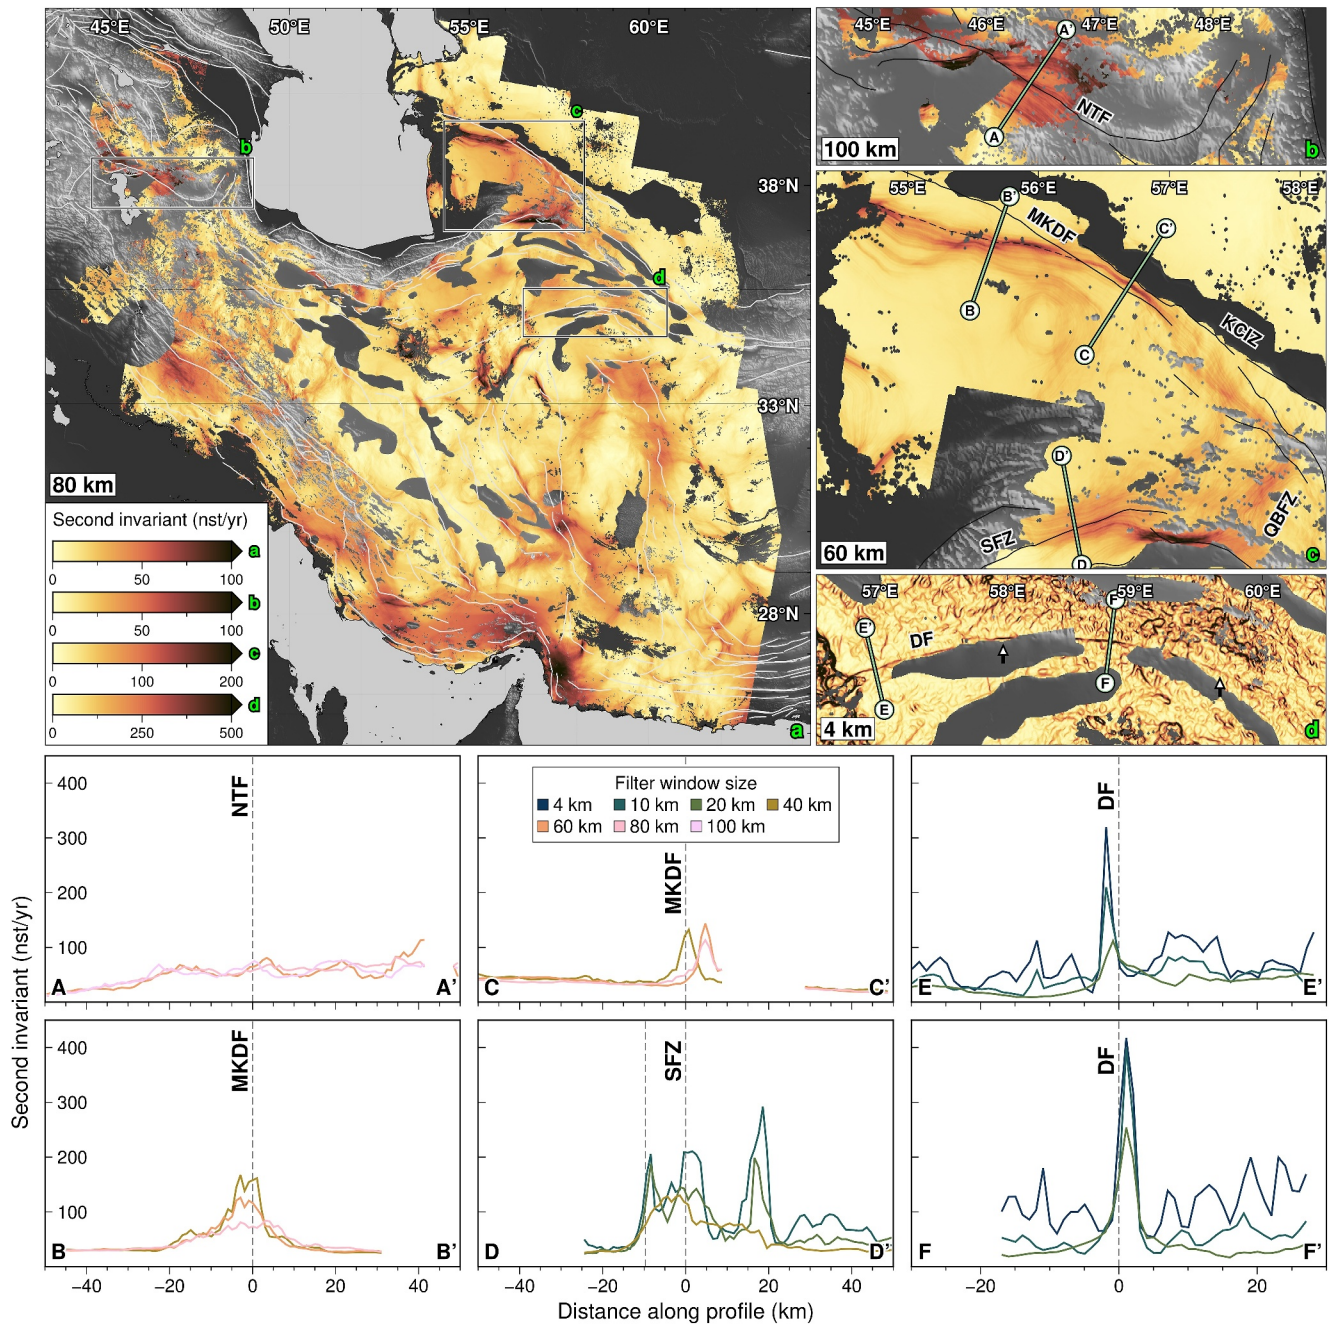 45°E 50°E 55°E 60°E
b
c
38°N
d
33°N
80 km
28°N
Second invariant (nst/yr)
a
0 50 100
b
0 50 100
c
0 100 200
d
0 250 500
a
45°E 46°E 47°E 48°E
A'
NTF
A
100 km
b
55°E 56°E 57°E 58°E
B'
MKDF
C'
B
KCIZ
C
D'
QBFZ
SFZ
60 km
D
c
57°E 58°E 59°E 60°E
F'
E'
DF
F
E
4 km
d
Second invariant (nst/yr)
400
300
200
100
NTF
A A'
Filter window size
4 km 10 km 20 km 40 km
60 km 80 km 100 km
MKDF
C C'
DF
E E'
400
300
200
100
MKDF
B B'
SFZ
D D'
DF
F F'
−40 −20 0 20 40
−40 −20 0 20 40
−20 0 20
Distance along profile (km)